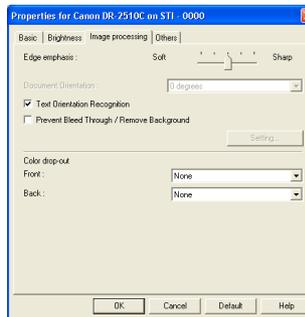 Properties for Canon DR-2510C on STI - 0000
Basic Brightness Image processing Others
Edge emphasis : Soft Sharp
Document Orientation : 0 degrees
Text Orientation Recognition
Prevent Bleed Through / Remove Background
Setting...
Color drop-out
Front : None
Back : None
OK Cancel Default Help